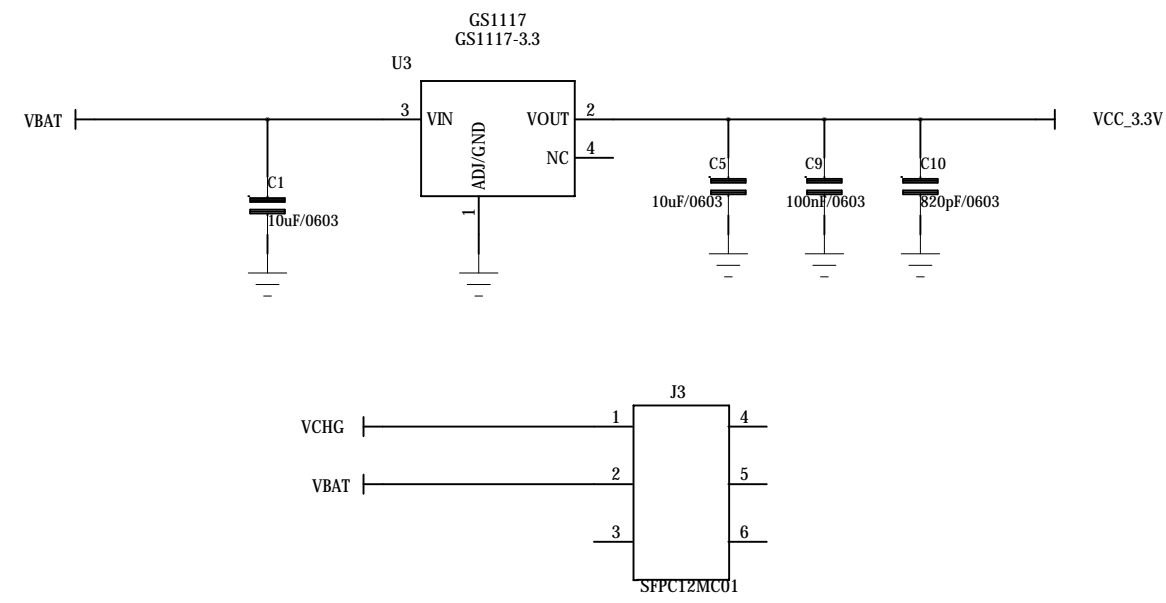 GS1117
GS1117-3.3
U3
VBAT
3
VIN
VOUT
2
VCC_3.3V
NC
4
ADJ/GND
1
C1
10uF/0603
C5
10uF/0603
C9
100nF/0603
C10
820pF/0603
J3
VCHG
1
4
VBAT
2
5
3
6
SFPCT2MC01